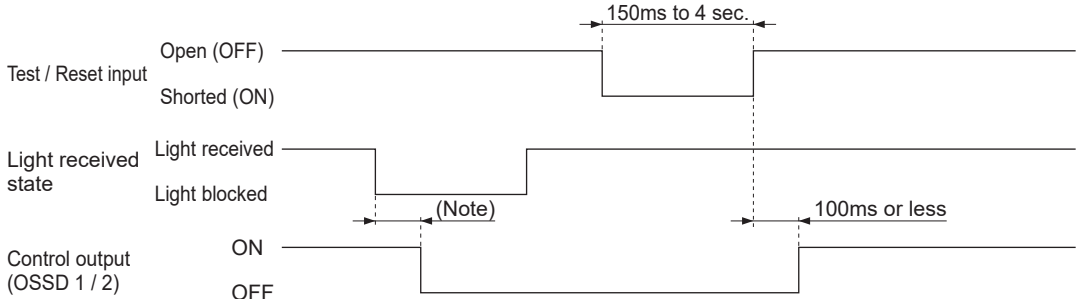 150ms to 4 sec.
Open (OFF)
Test / Reset input
Shorted (ON)
Light received
Light received
state
Light blocked
(Note)
100ms or less
ON
Control output
(OSSD 1 / 2)
OFF